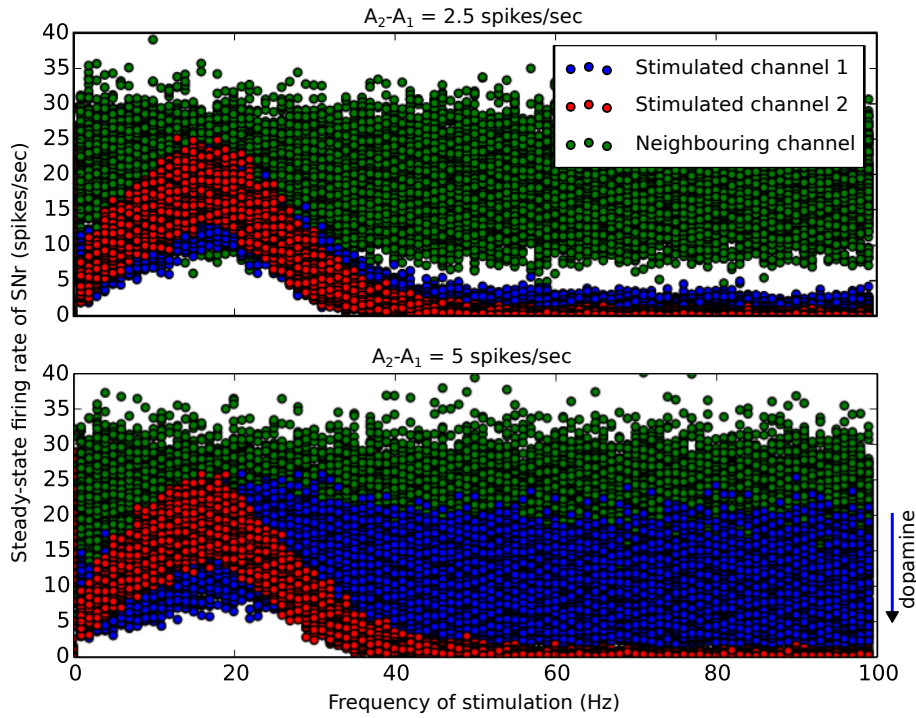 A₂-A₁ = 2.5 spikes/sec
40
35
30
25
20
15
10
5
0
Stimulated channel 1
Stimulated channel 2
Neighbouring channel
Steady-state firing rate of SNr (spikes/sec)
A₂-A₁ = 5 spikes/sec
40
35
30
25
20
15
10
5
0
0 20 40 60 80 100
Frequency of stimulation (Hz)
dopamine